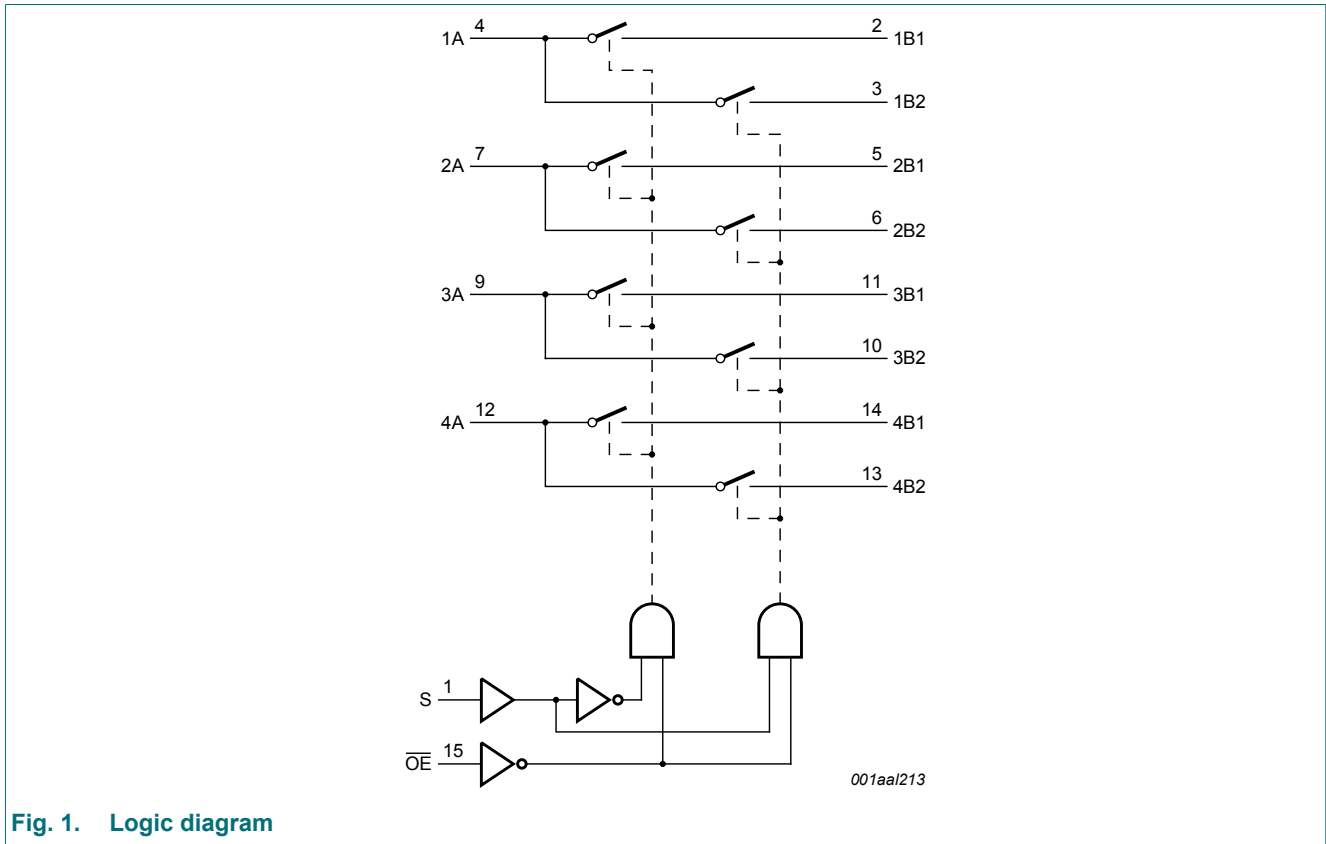 1A 4 2 1B1
3 1B2
2A 7 5 2B1
6 2B2
3A 9 11 3B1
10 3B2
4A 12 14 4B1
13 4B2
S 1
O̅E̅ 15
001aal213
Fig. 1. Logic diagram